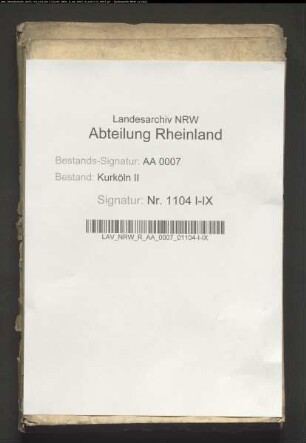 Landesarchiv NRW
Abteilung Rheinland
Bestands-Signatur: AA 0007
Bestand: Kurköln II
Signatur: Nr. 1104 I-IX
LAV_NRW_R_AA_0007_01104-I-IX